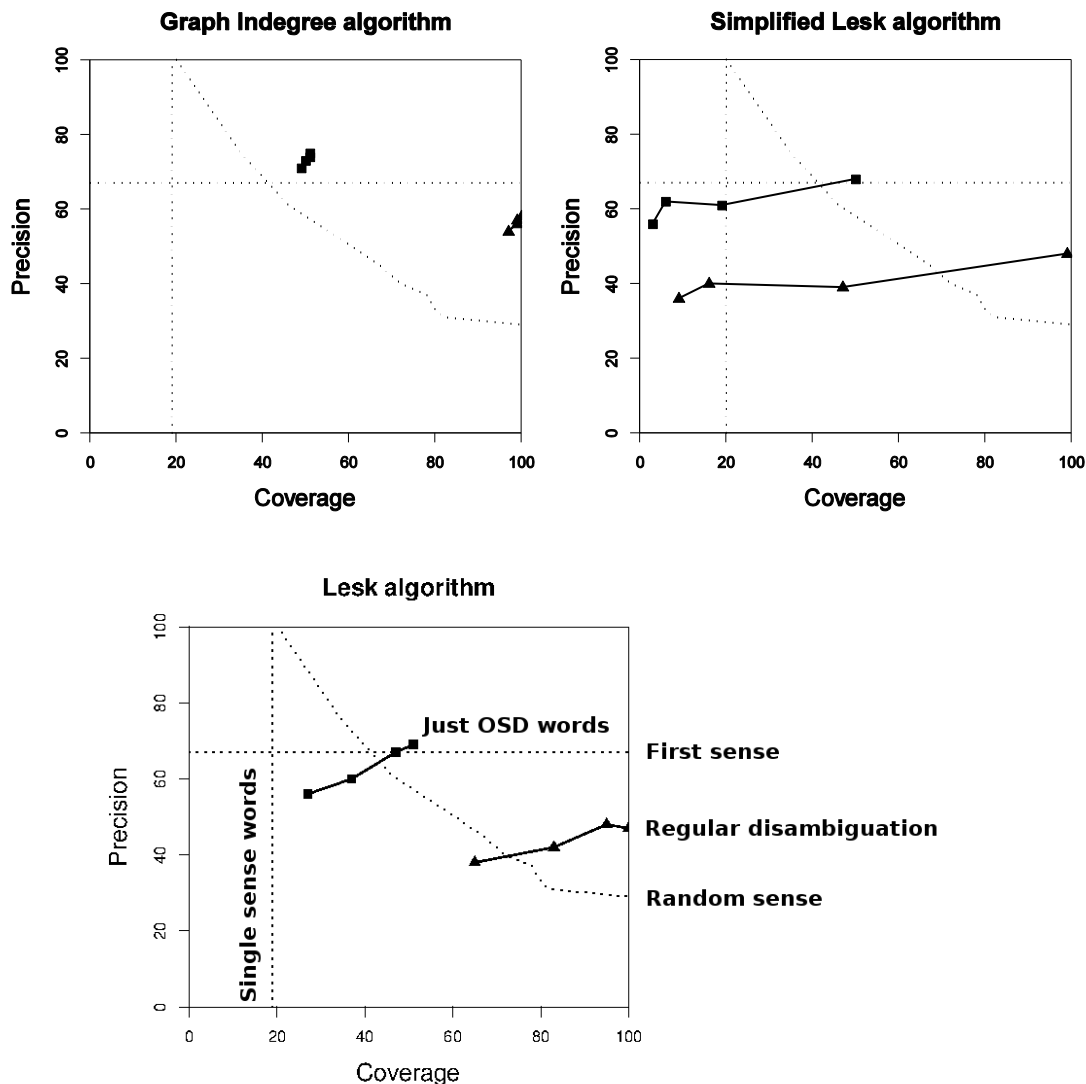 Graph Indegree algorithm
Precision
100
80
60
40
20
0
0 20 40 60 80 100
Coverage
Simplified Lesk algorithm
Precision
100
80
60
40
20
0
0 20 40 60 80 100
Coverage
Lesk algorithm
Precision
100
80
60
40
20
0
Single sense words
Just OSD words
First sense
Regular disambiguation
Random sense
0 20 40 60 80 100
Coverage